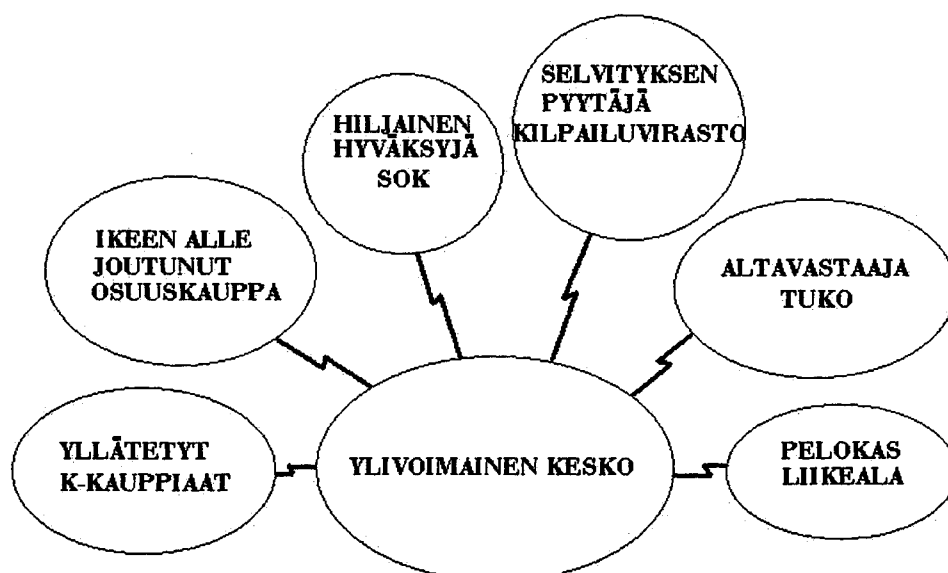 SELVITYKSEN
PYYTÄJÄ
KILPAILUVIRASTO
HILJAINEN
HYVÄKSYJÄ
SOK
IKEEN ALLE
JOUTUNUT
OSUUSKAUPPA
ALTAVASTAAJA
TUKO
YLLÄTETYT
K-KAUPPIAAT
YLIVOIMAINEN KESKO
PELOKAS
LIIKEALA